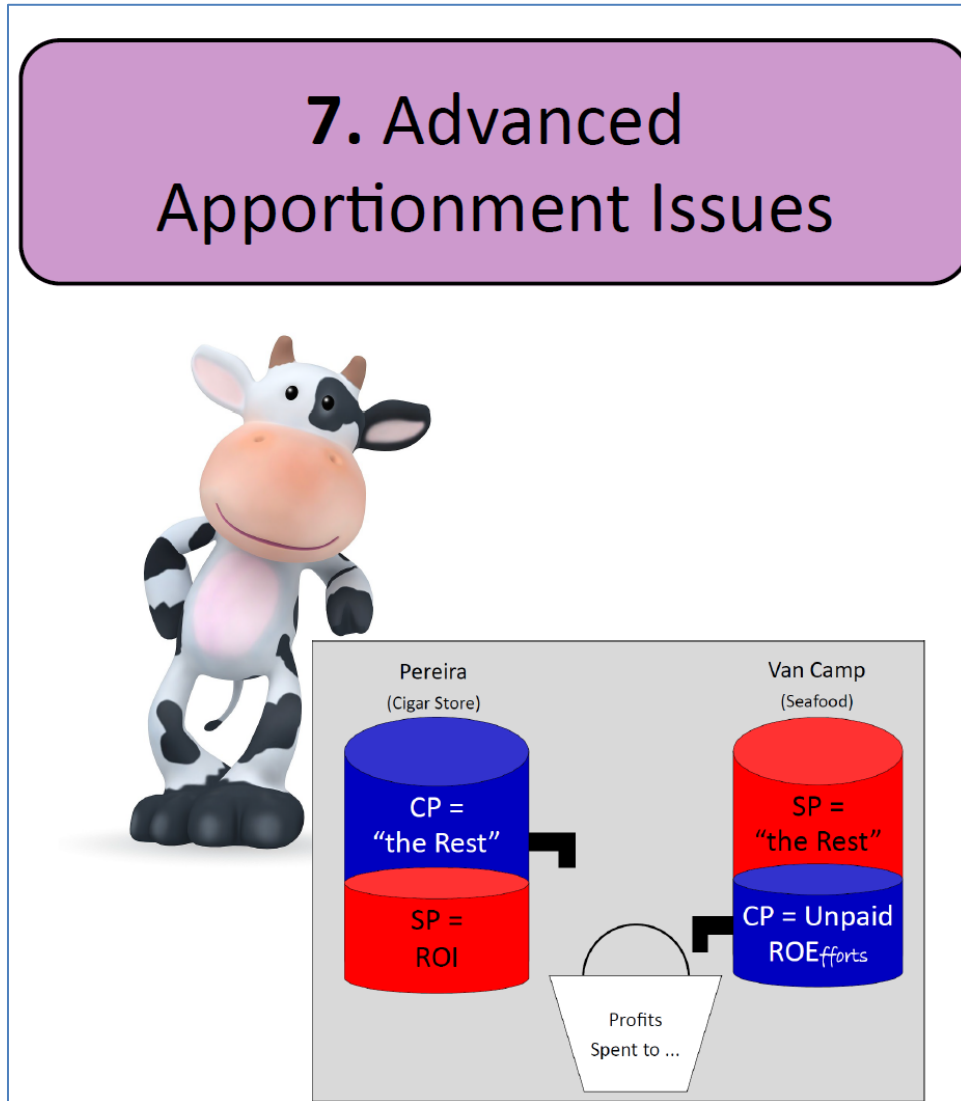 7. Advanced
Apportionment Issues
Pereira
(Cigar Store)
CP =
“the Rest”
SP =
ROI
Van Camp
(Seafood)
SP =
“the Rest”
CP = Unpaid
ROEfforts
Profits
Spent to ...